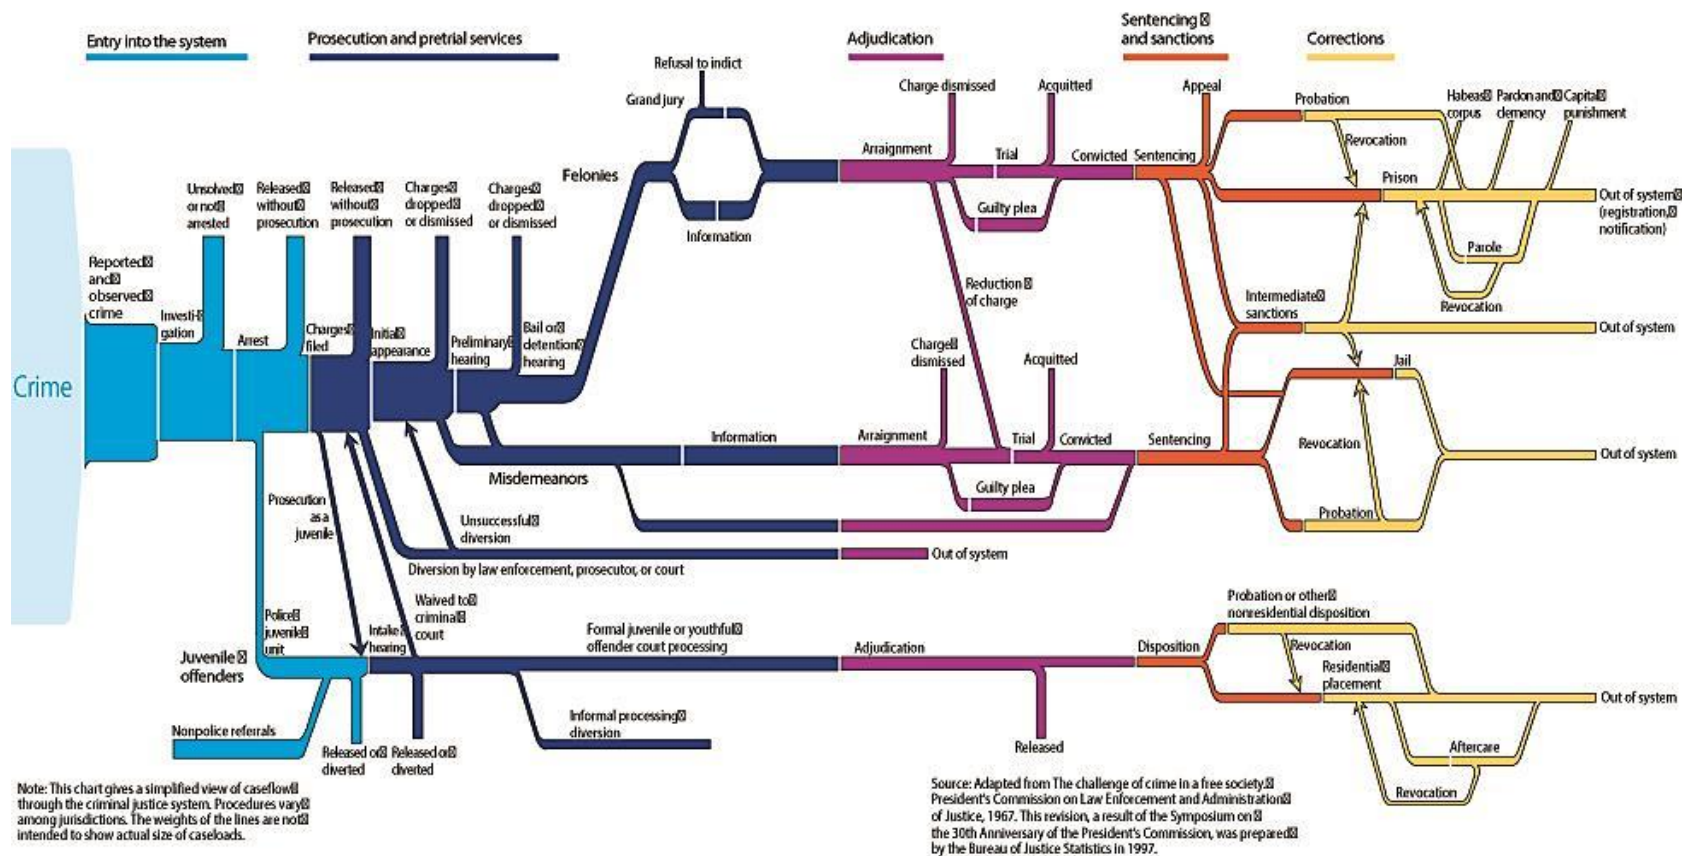 Entry into the system
Prosecution and pretrial services
Adjudication
Sentencing
and sanctions
Corrections
Crime
Reported
and
observed
crime
Investi-
gation
Unsolved
or not
arrested
Arrest
Released
without
prosecution
Charges
filed
Released
without
prosecution
Initial
appearance
Charges
dropped
or dismissed
Preliminary
hearing
Charges
dropped
or dismissed
Bail or
detention
hearing
Felonies
Grand jury
Refusal to indict
Information
Arraignment
Charge dismissed
Trial
Acquitted
Guilty plea
Convicted
Sentencing
Appeal
Probation
Revocation
Prison
Habeas
corpus
Pardon and
clemency
Capital
punishment
Out of system
(registration,
notification)
Parole
Revocation
Reduction
of charge
Intermediate
sanctions
Out of system
Misdemeanors
Information
Arraignment
Charge
dismissed
Trial
Acquitted
Guilty plea
Convicted
Sentencing
Jail
Revocation
Probation
Out of system
Unsuccessful
diversion
Diversion by law enforcement, prosecutor, or court
Out of system
Prosecution
as a
juvenile
Waived to
criminal
court
Police
juvenile
unit
Juvenile
offenders
Intake
hearing
Nonpolice referrals
Released or
diverted
Released or
diverted
Formal juvenile or youthful
offender court processing
Informal processing
diversion
Adjudication
Released
Disposition
Probation or other
nonresidential disposition
Revocation
Residential
placement
Out of system
Aftercare
Revocation
Note: This chart gives a simplified view of caseflow
through the criminal justice system. Procedures vary
among jurisdictions. The weights of the lines are not
intended to show actual size of caseloads.
Source: Adapted from The challenge of crime in a free society.
President's Commission on Law Enforcement and Administration
of Justice, 1967. This revision, a result of the Symposium on
the 30th Anniversary of the President's Commission, was prepared
by the Bureau of Justice Statistics in 1997.